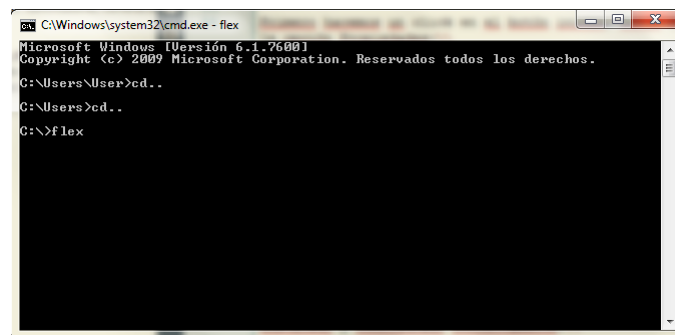 C:\Windows\system32\cmd.exe - flex
Microsoft Windows [Versión 6.1.7600]
Copyright (c) 2009 Microsoft Corporation. Reservados todos los derechos.
C:\Users\User>cd..
C:\Users>cd..
C:\>flex